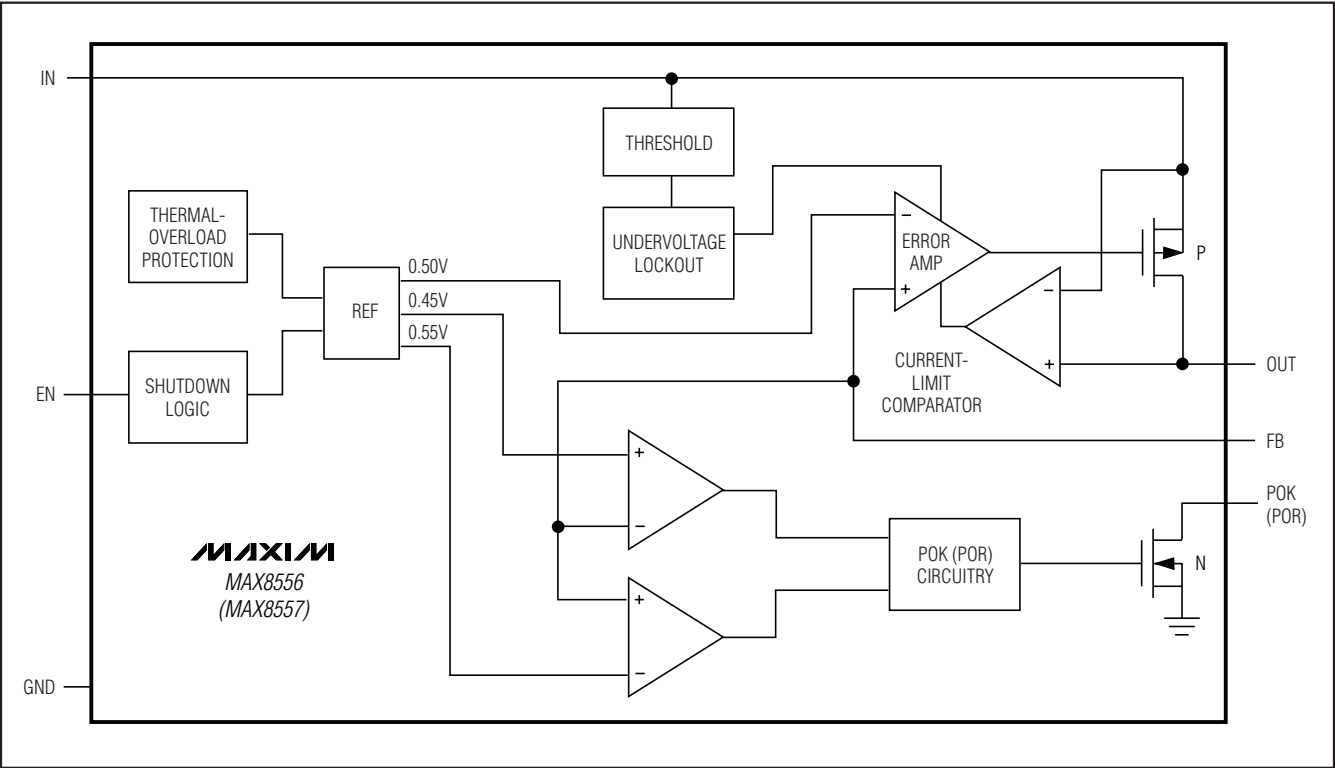 IN
THRESHOLD
THERMAL-
OVERLOAD
PROTECTION
UNDERVOLTAGE
LOCKOUT
−
ERROR
AMP
+
P
REF
0.50V
0.45V
0.55V
−
+
CURRENT-
LIMIT
COMPARATOR
OUT
EN
SHUTDOWN
LOGIC
FB
+
−
POK
(POR)
POK (POR)
CIRCUITRY
N
+
−
MAXIM
MAX8556
(MAX8557)
GND